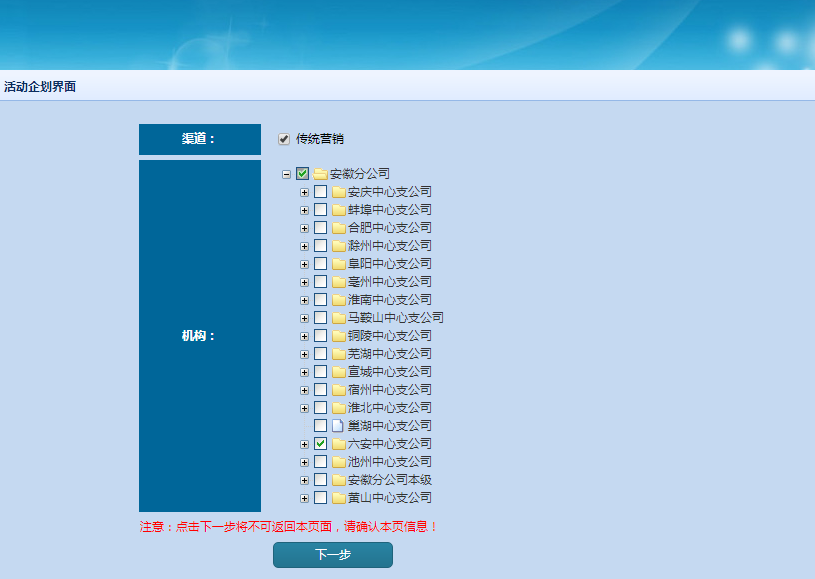 活动企划界面
渠道： 传统营销
机构：
安徽分公司
安庆中心支公司
蚌埠中心支公司
合肥中心支公司
滁州中心支公司
阜阳中心支公司
亳州中心支公司
淮南中心支公司
马鞍山中心支公司
铜陵中心支公司
芜湖中心支公司
宣城中心支公司
宿州中心支公司
淮北中心支公司
巢湖中心支公司
六安中心支公司
池州中心支公司
安徽分公司本级
黄山中心支公司
注意：点击下一步将不可返回本页面，请确认本页信息！
下一步